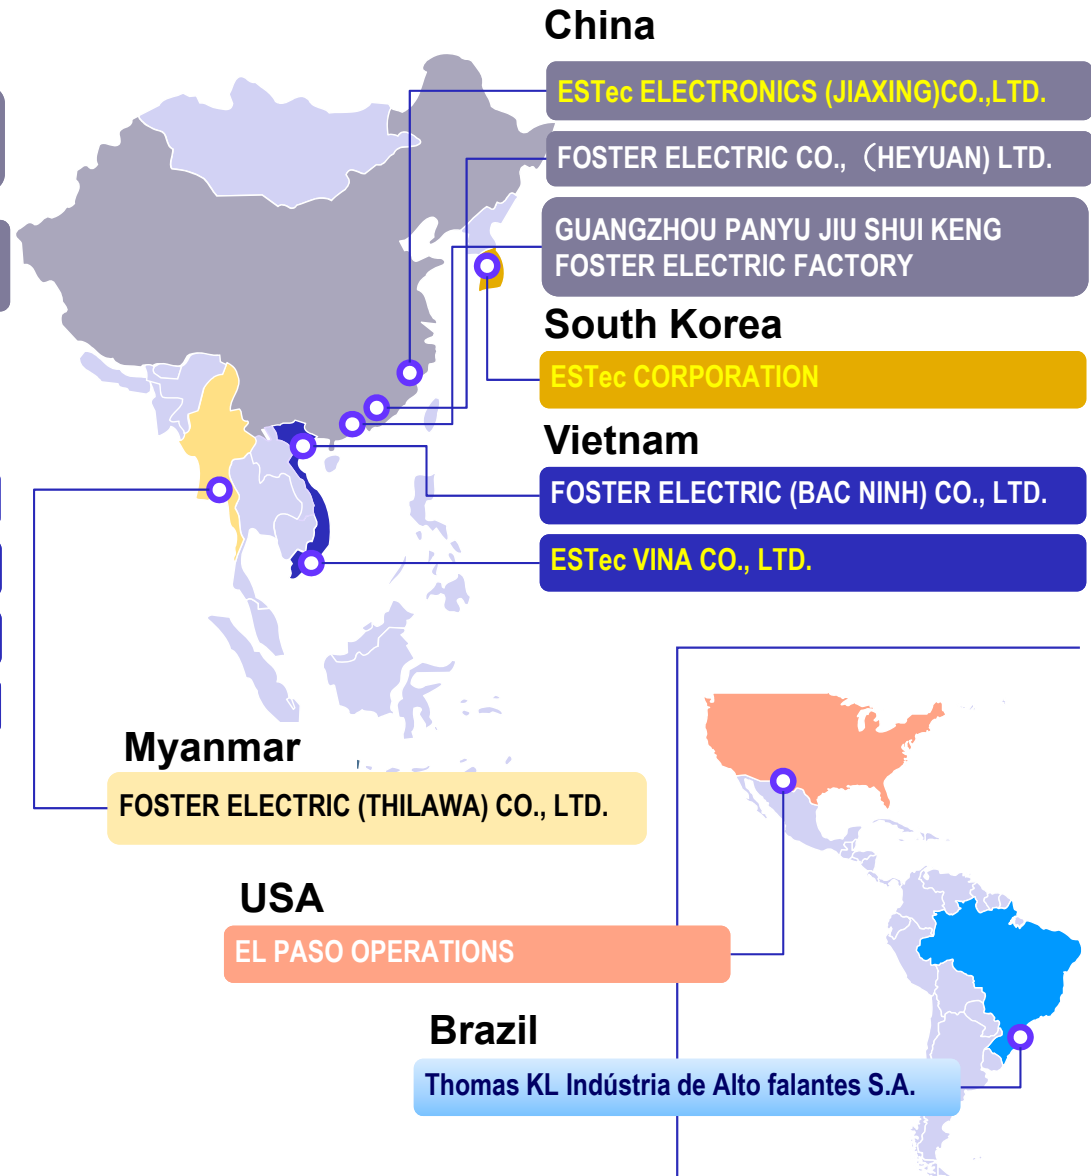 China
ESTec ELECTRONICS (JIAXING)CO.,LTD.
FOSTER ELECTRIC CO., （HEYUAN) LTD.
GUANGZHOU PANYU JIU SHUI KENG
FOSTER ELECTRIC FACTORY
South Korea
ESTec CORPORATION
Vietnam
FOSTER ELECTRIC (BAC NINH) CO., LTD.
ESTec VINA CO., LTD.
Myanmar
FOSTER ELECTRIC (THILAWA) CO., LTD.
USA
EL PASO OPERATIONS
Brazil
Thomas KL Indústria de Alto falantes S.A.